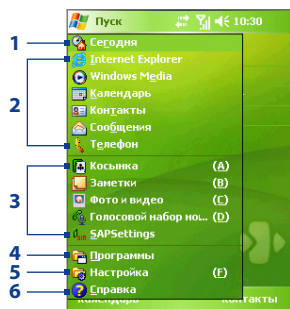 Пуск 10:30
1 Сегодня
Internet Explorer
Windows Media
2 Календарь
Контакты
Сообщения
Телефон
Косынка (A)
Заметки (B)
3 Фото и видео (C)
Голосовой набор но... (D)
SAPSettings
4 Программы
5 Настройка (F)
6 Справка
Календарь Контакты